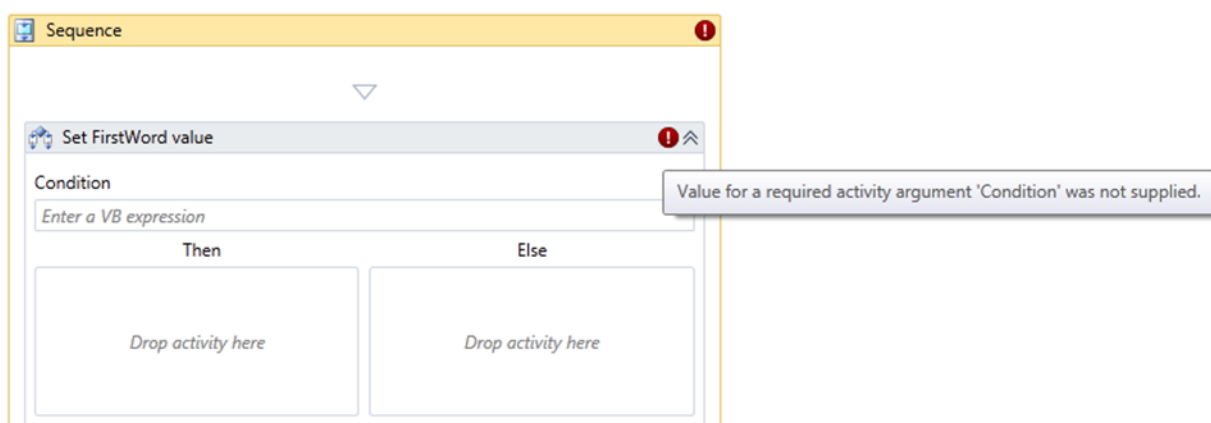 Sequence
Set FirstWord value
Condition
Value for a required activity argument 'Condition' was not supplied.
Enter a VB expression
Then Else
Drop activity here Drop activity here